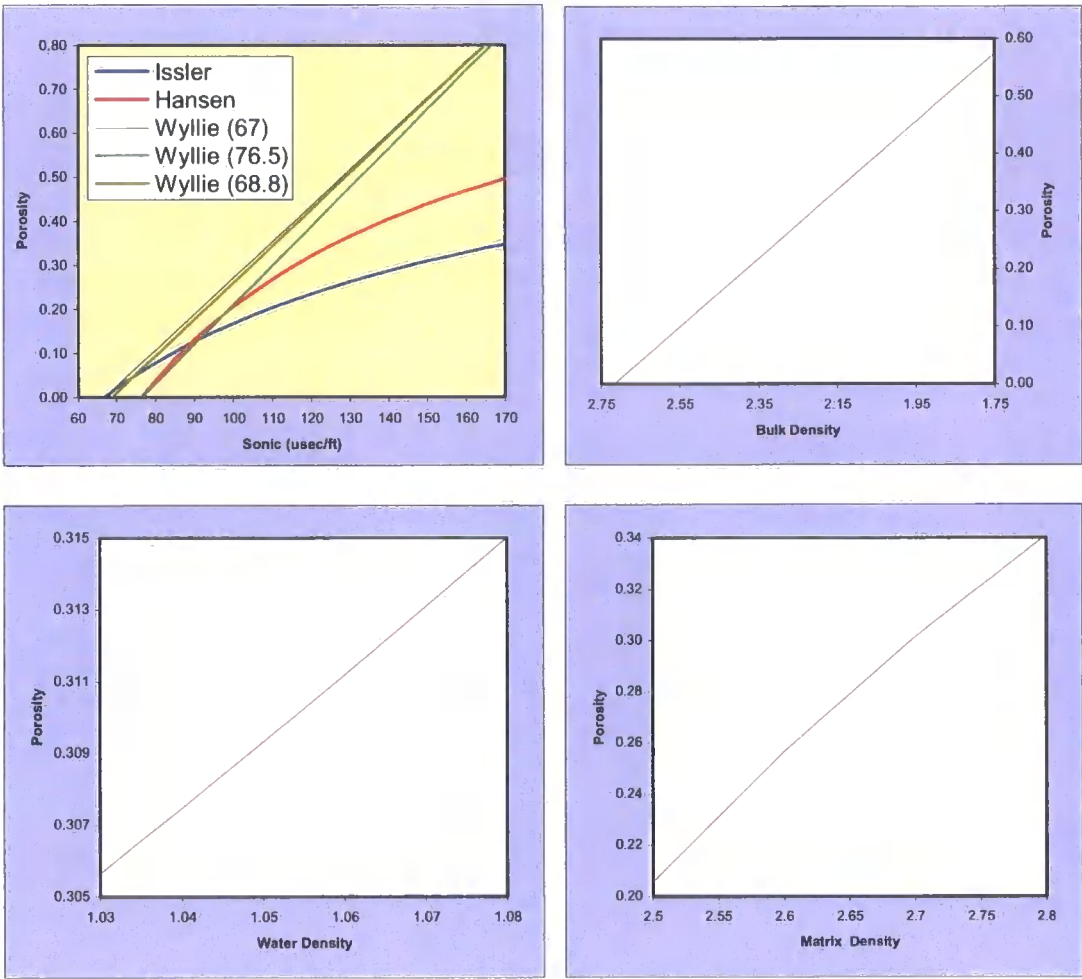 0.80
0.70
0.60
0.50
0.40
0.30
0.20
0.10
0.00
Porosity
Issler
Hansen
Wyllie (67)
Wyllie (76.5)
Wyllie (68.8)
60 70 80 90 100 110 120 130 140 150 160 170
Sonic (usec/ft)
0.60
0.50
0.40
0.30
0.20
0.10
0.00
Porosity
2.75 2.55 2.35 2.15 1.95 1.75
Bulk Density
0.315
0.313
0.311
0.309
0.307
0.305
Porosity
1.03 1.04 1.05 1.06 1.07 1.08
Water Density
0.34
0.32
0.30
0.28
0.26
0.24
0.22
0.20
Porosity
2.5 2.55 2.6 2.65 2.7 2.75 2.8
Matrix Density